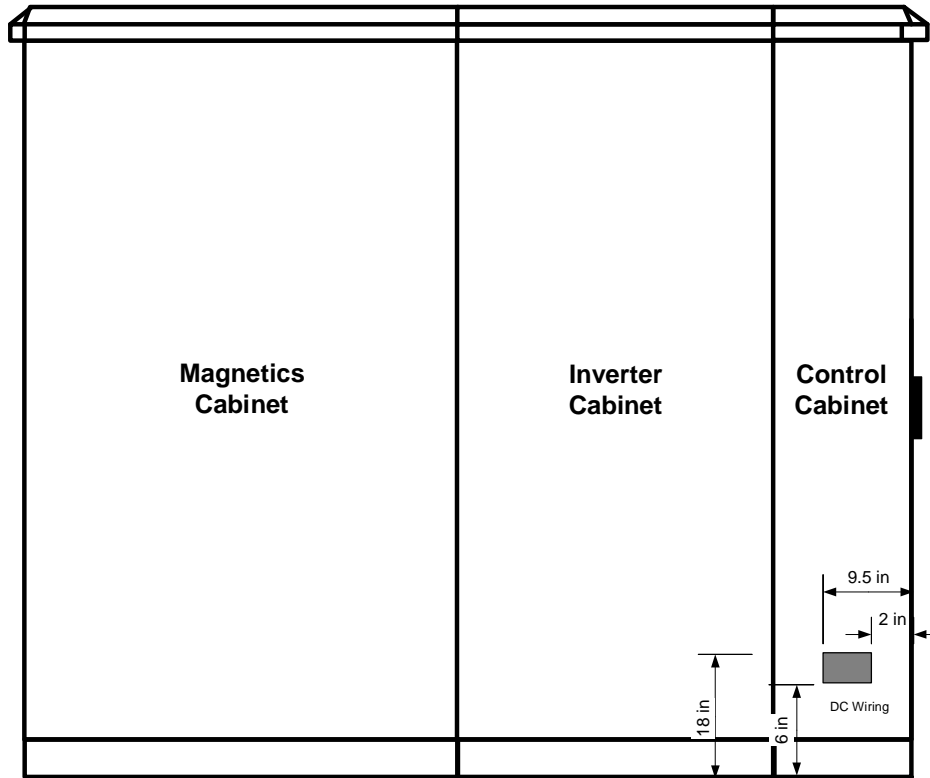 Magnetics
Cabinet
Inverter
Cabinet
Control
Cabinet
9.5 in
2 in
18 in
6 in
DC Wiring